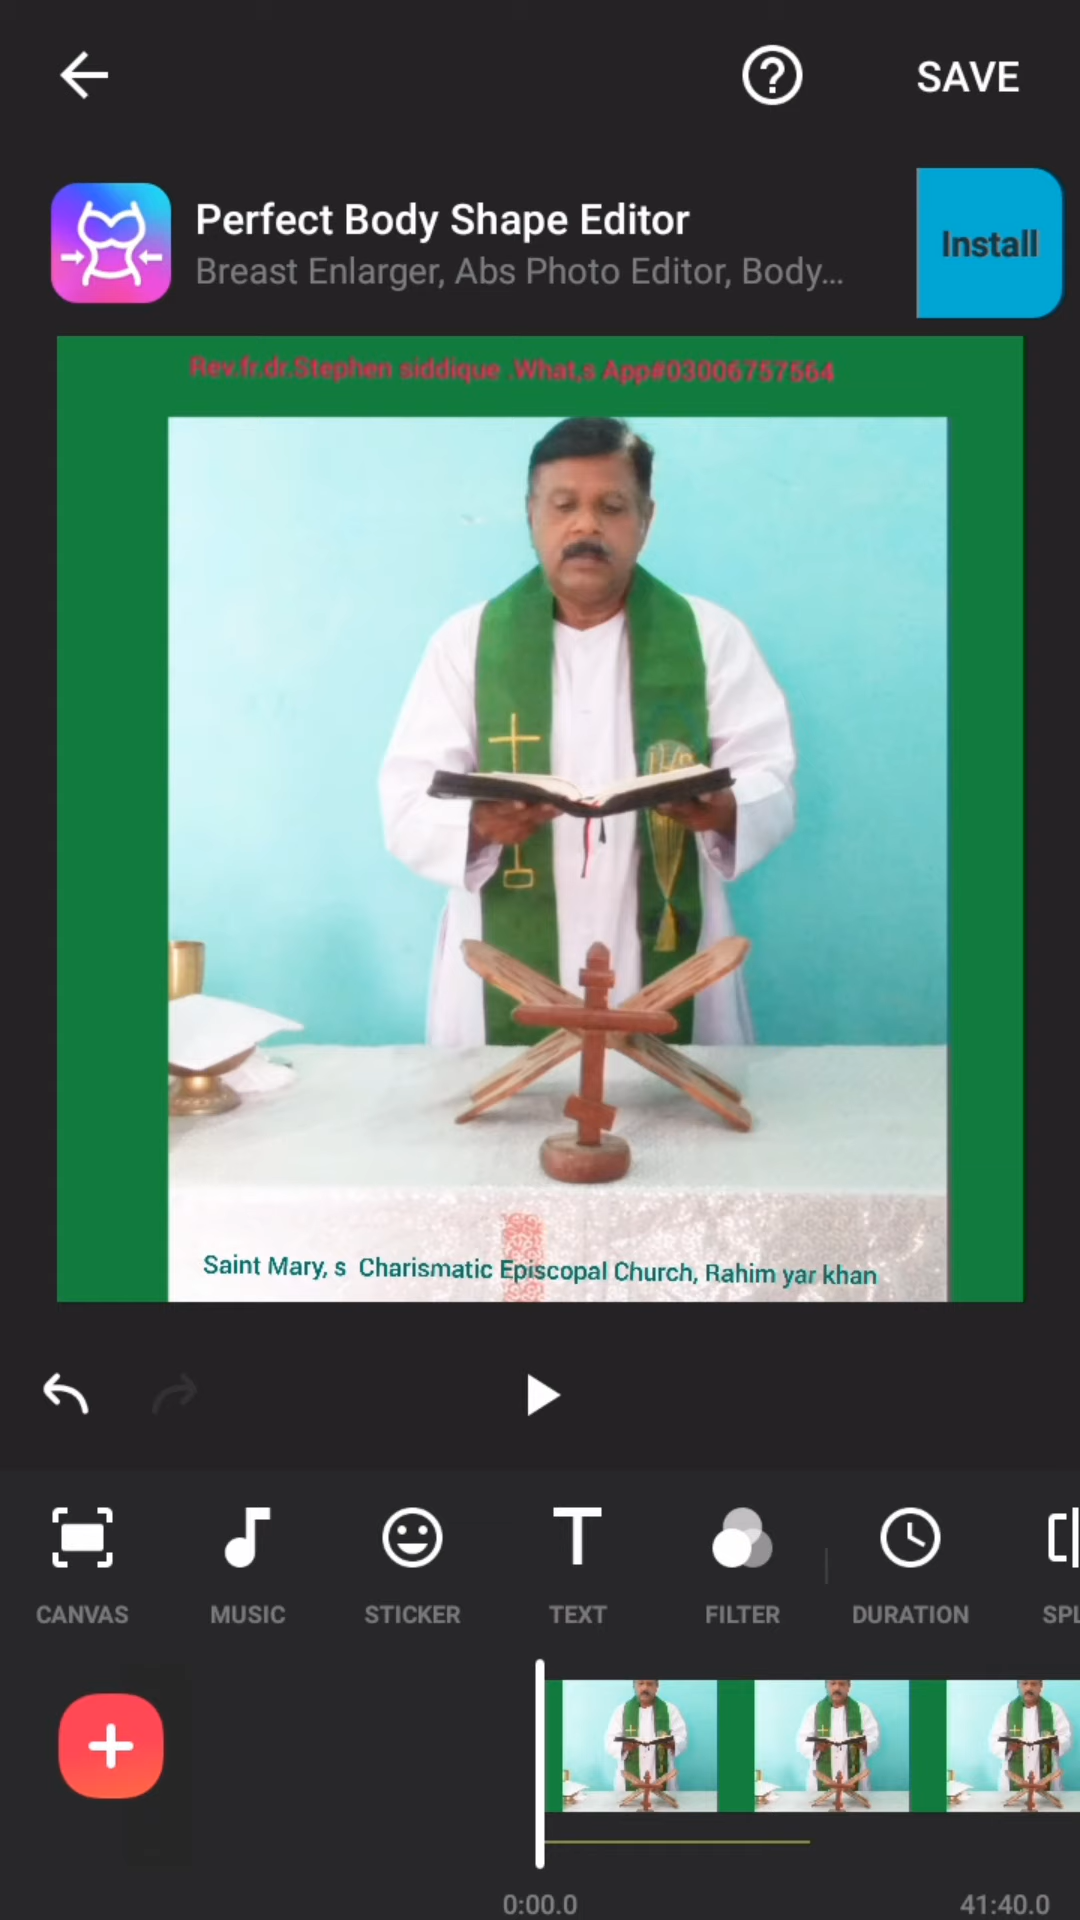 SAVE
Perfect Body Shape Editor
Breast Enlarger, Abs Photo Editor, Body...
Install
Rev.fr.dr.Stephen siddique .What,s App#03006757564
Saint Mary, s Charismatic Episcopal Church, Rahim yar khan
CANVAS MUSIC STICKER TEXT FILTER DURATION SPL
0:00.0 41:40.0